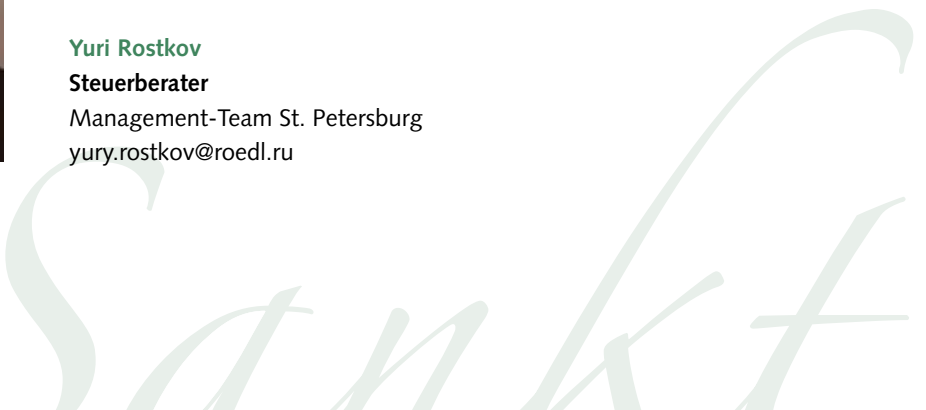 Yuri Rostkov
Steuerberater
Management-Team St. Petersburg
yury.rostkov@roedl.ru
Sankt